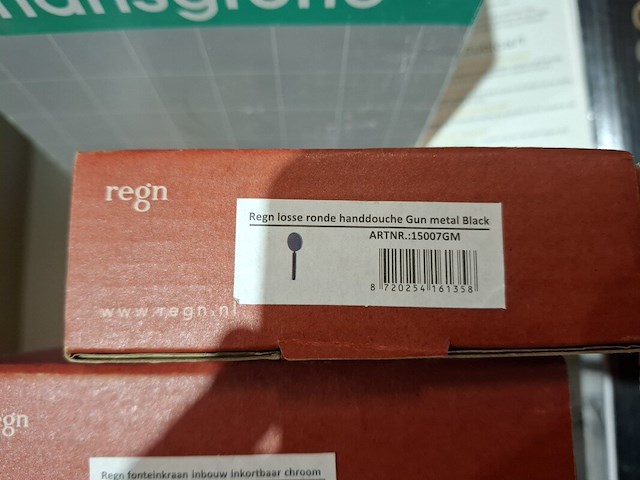 hansgrohe
regn
Regn losse ronde handdouche Gun metal Black
ARTNR.:15007GM
8 720254 161358
www.regn.nl
regn
Regn fonteinkraan inbouw inkortbaar chroom